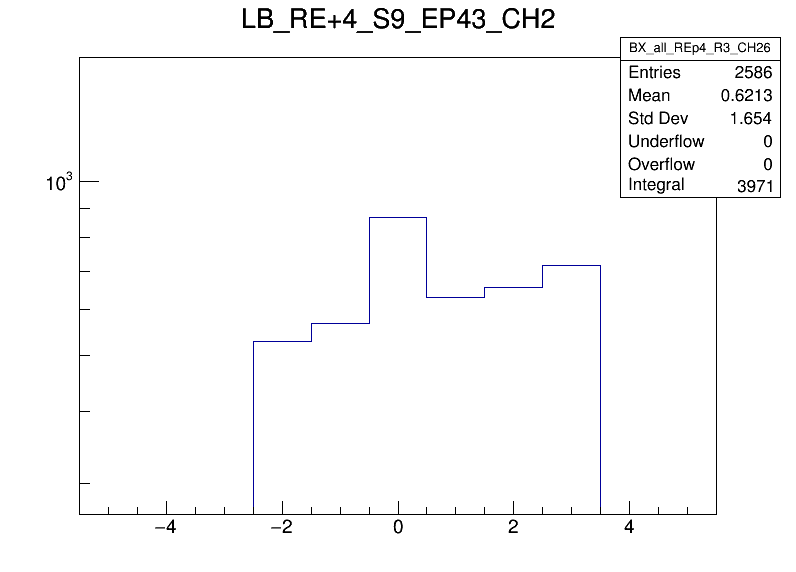 LB_RE+4_S9_EP43_CH2
BX_all_REp4_R3_CH26
Entries 2586
Mean 0.6213
Std Dev 1.654
Underflow 0
Overflow 0
Integral 3971
10³
−4 −2 0 2 4